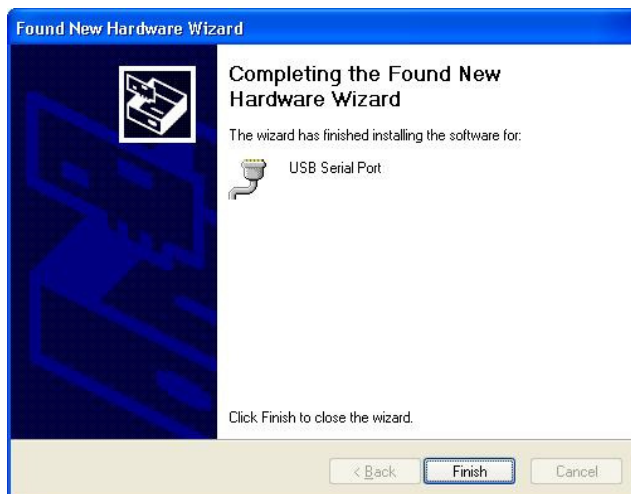 Found New Hardware Wizard
Completing the Found New
Hardware Wizard
The wizard has finished installing the software for:
USB Serial Port
Click Finish to close the wizard.
< Back
Finish
Cancel